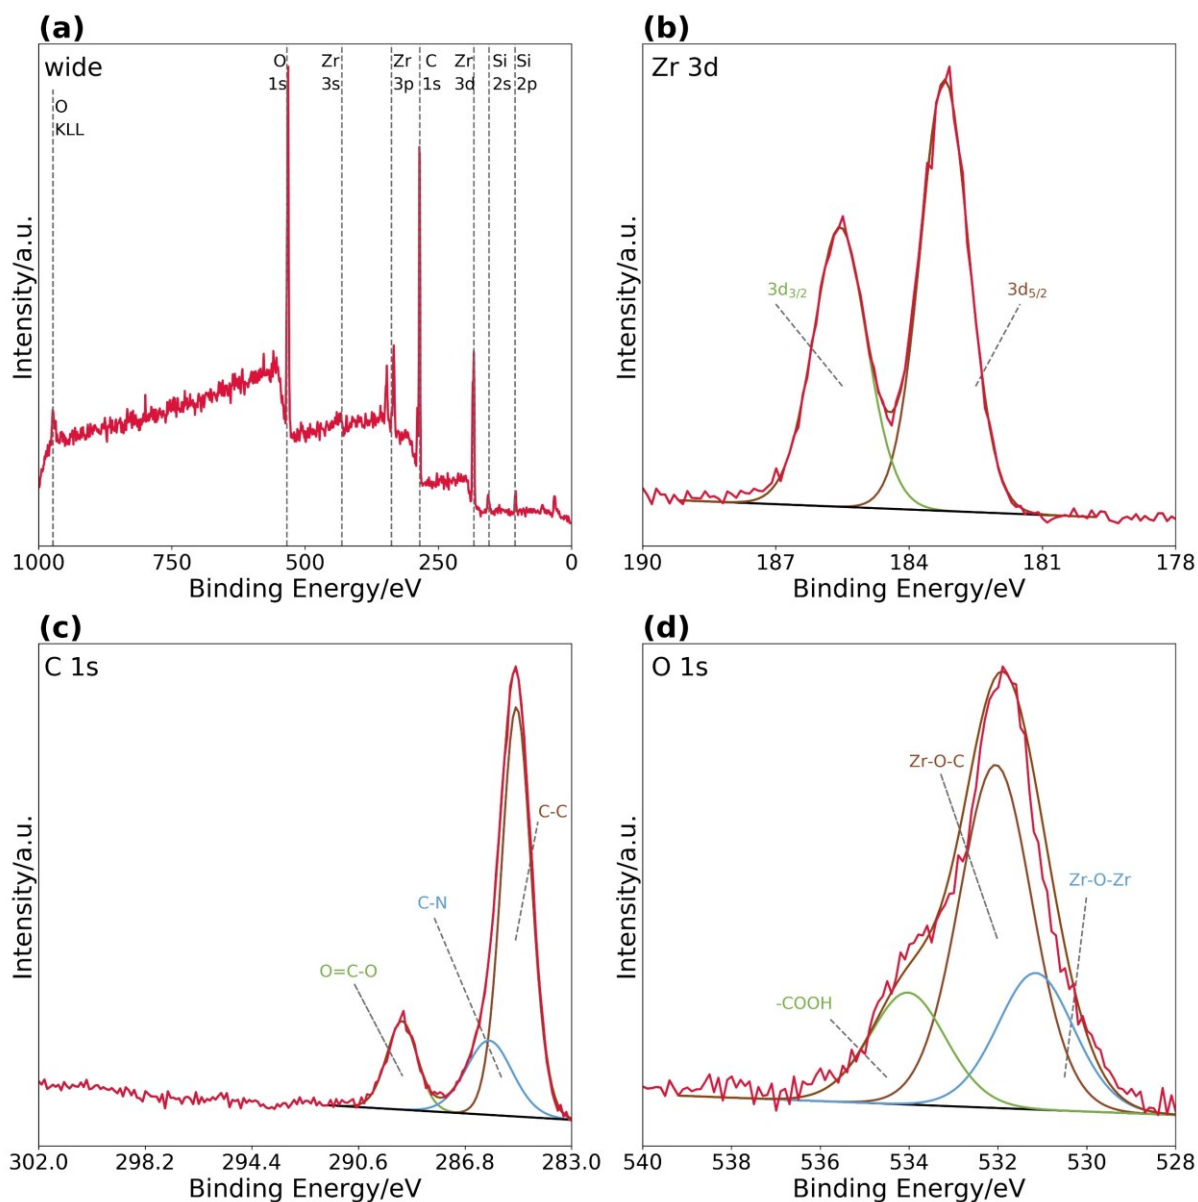 (a)
wide
O
1s
Zr
3s
Zr
3p
C
1s
Zr
3d
Si
2s
Si
2p
O
KLL
Intensity/a.u.
1000
750
500
250
0
Binding Energy/eV
(b)
Zr 3d
3d3/2
3d5/2
Intensity/a.u.
190
187
184
181
178
Binding Energy/eV
(c)
C 1s
C-C
C-N
O=C-O
Intensity/a.u.
302.0
298.2
294.4
290.6
286.8
283.0
Binding Energy/eV
(d)
O 1s
Zr-O-C
Zr-O-Zr
-COOH
Intensity/a.u.
540
538
536
534
532
530
528
Binding Energy/eV